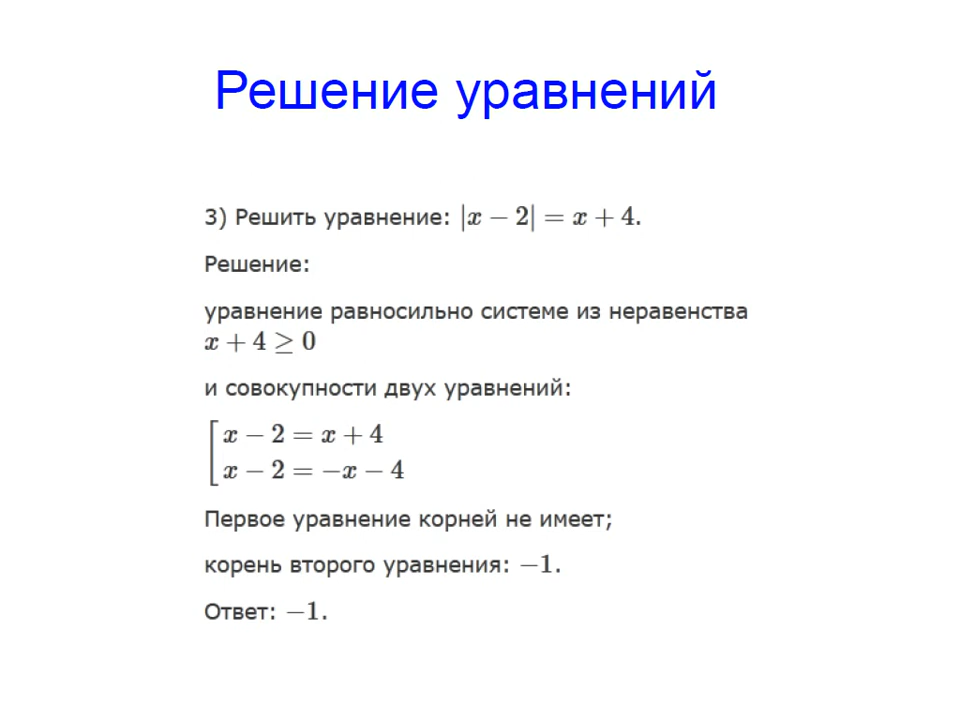 Решение уравнений
3) Решить уравнение: |x − 2| = x + 4.
Решение:
уравнение равносильно системе из неравенства
x + 4 ≥ 0
и совокупности двух уравнений:
[ x − 2 = x + 4
x − 2 = −x − 4
Первое уравнение корней не имеет;
корень второго уравнения: −1.
Ответ: −1.